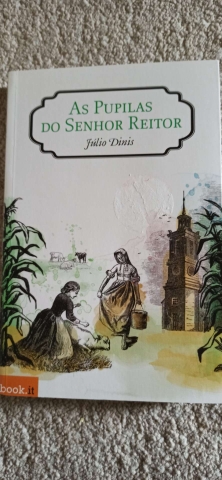 AS PUPILAS
DO SENHOR REITOR
Júlio Dinis
book.it